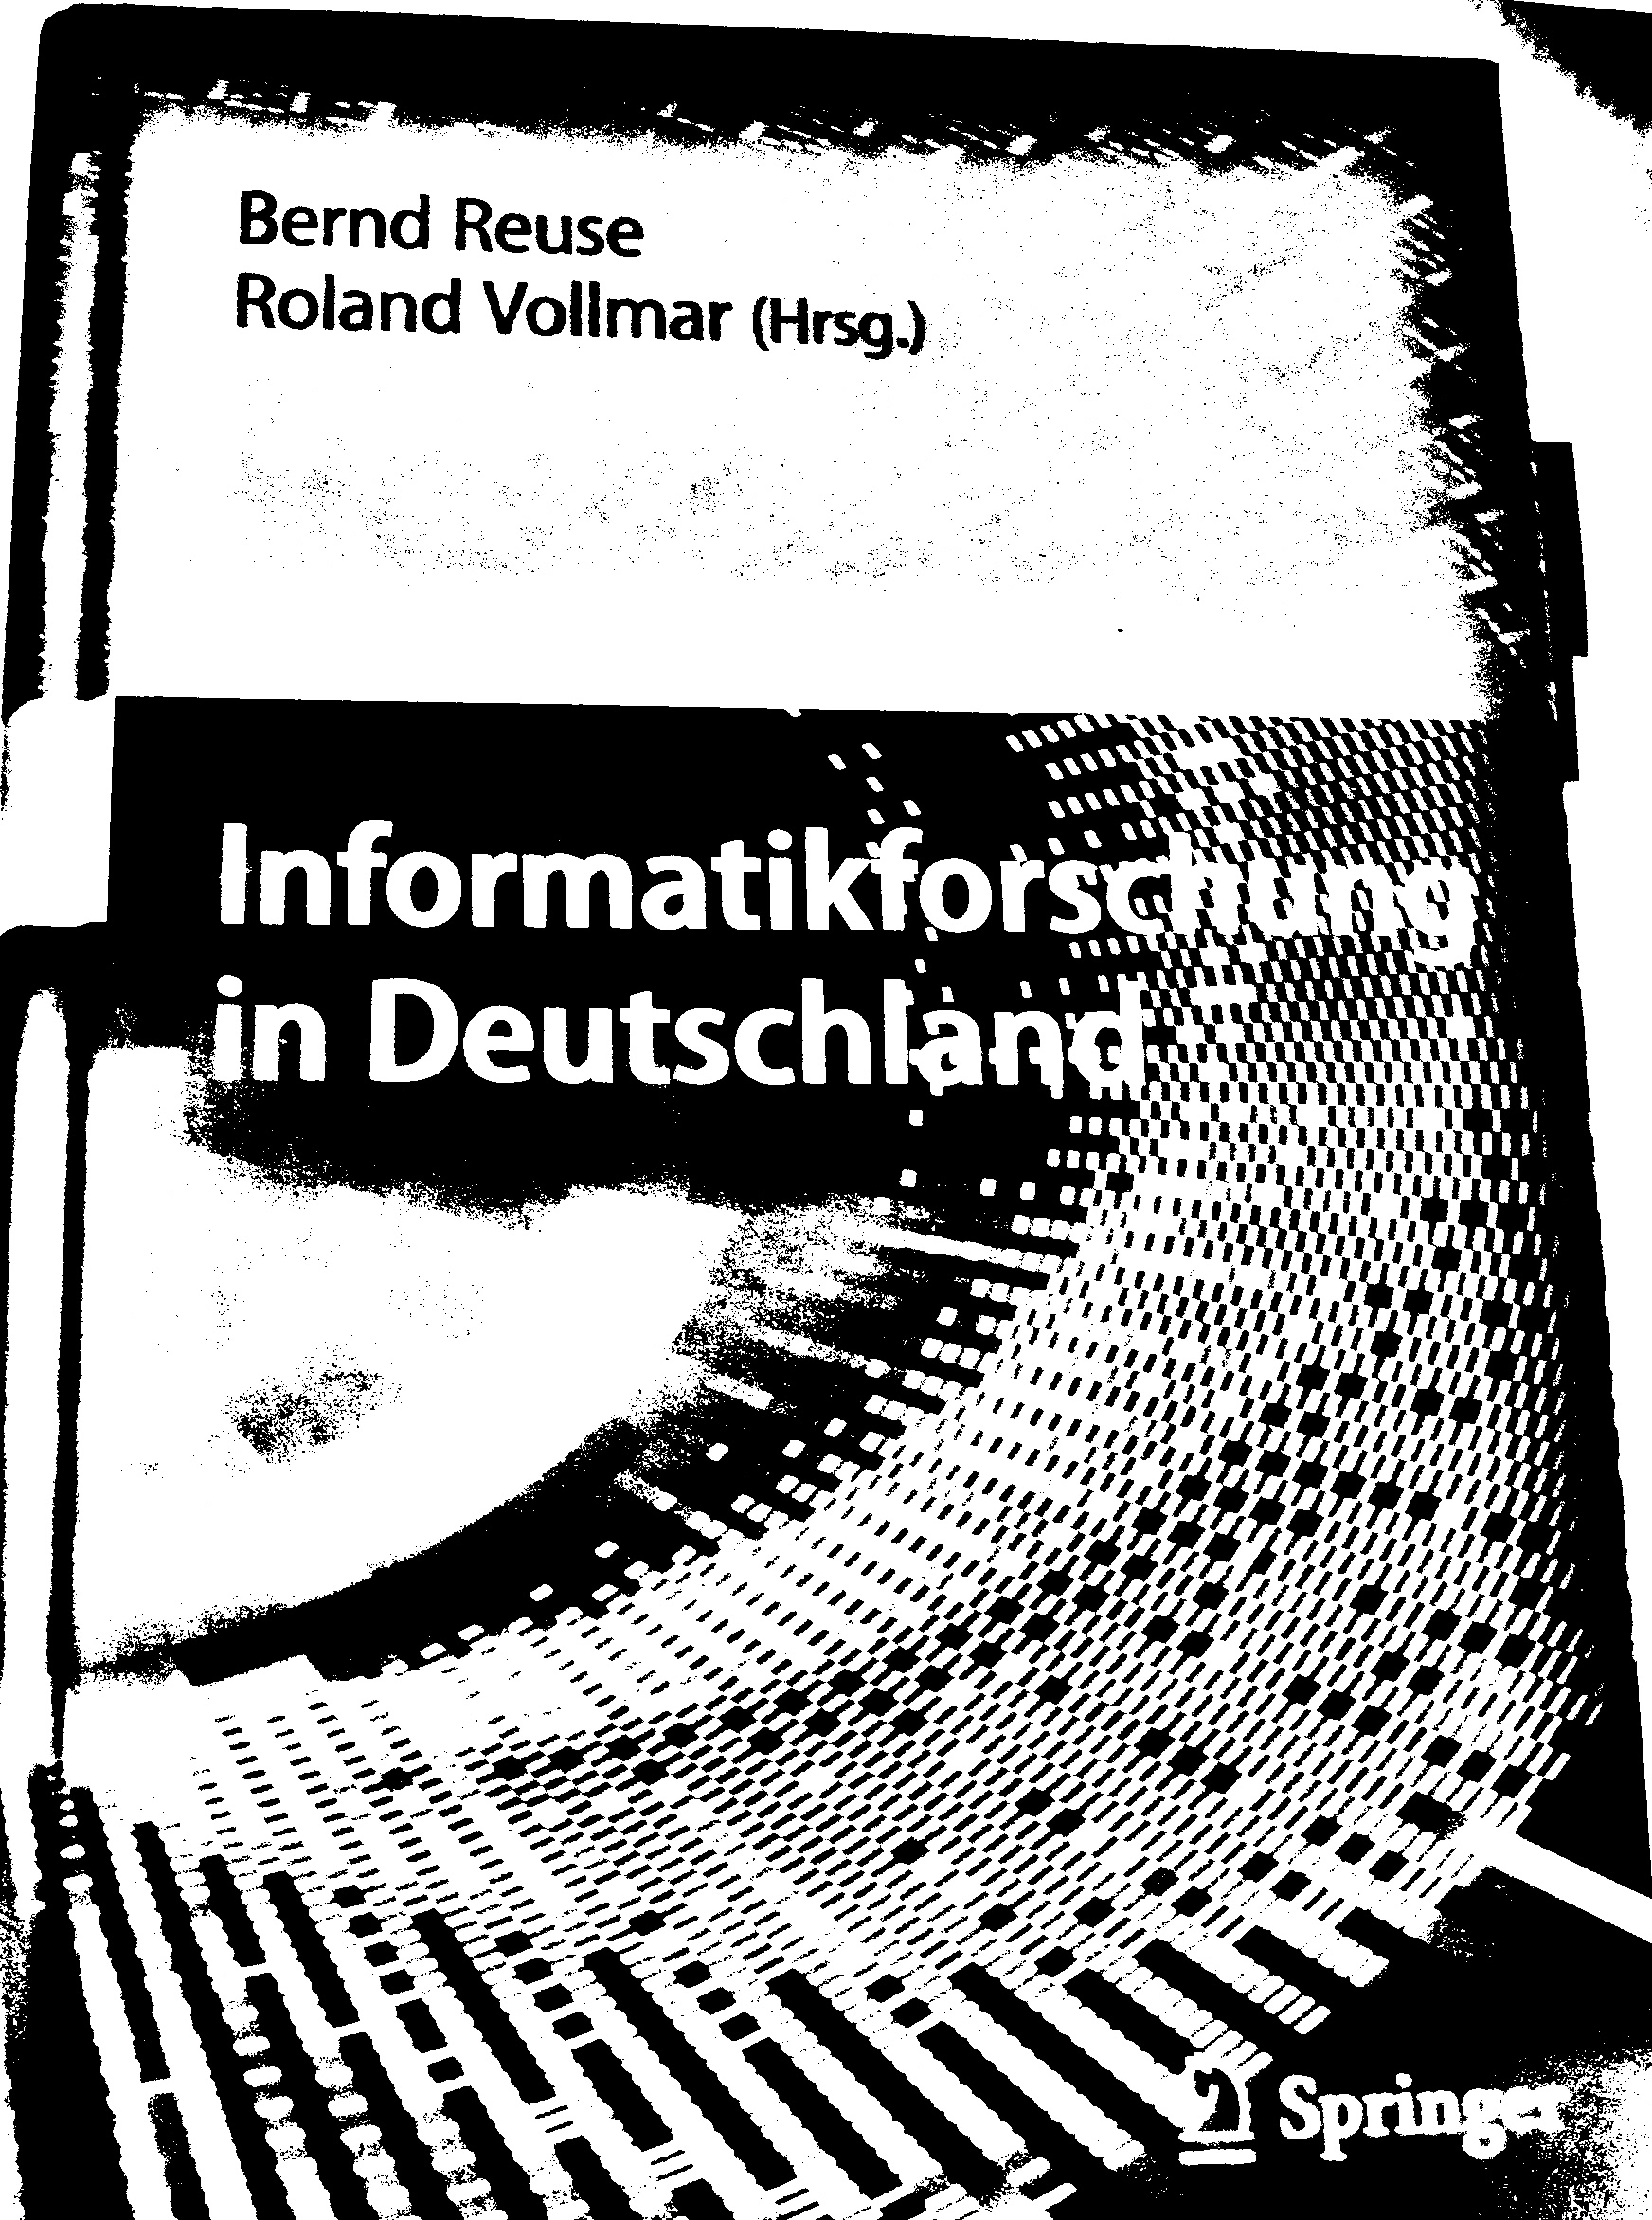 Bernd Reuse
Roland Vollmar (Hrsg.)
Informatikforschung
in Deutschland
Springer